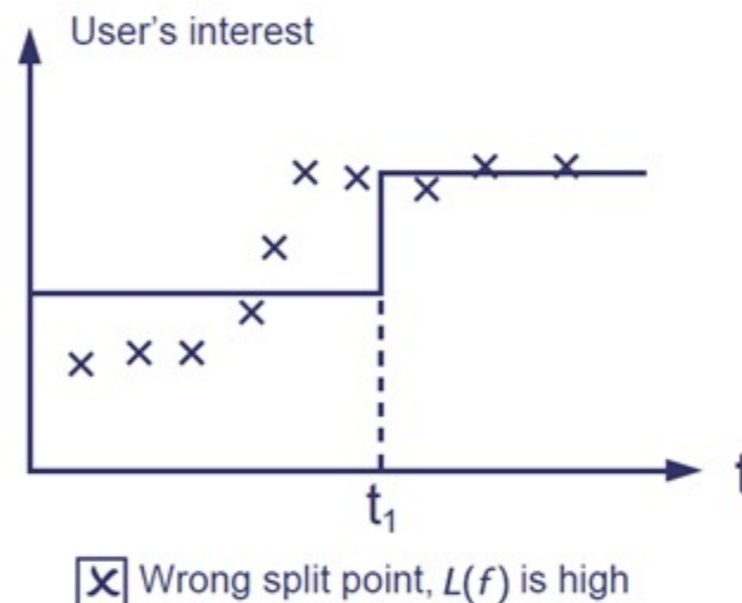 User's interest
t
t₁
☒ Wrong split point, L(f) is high